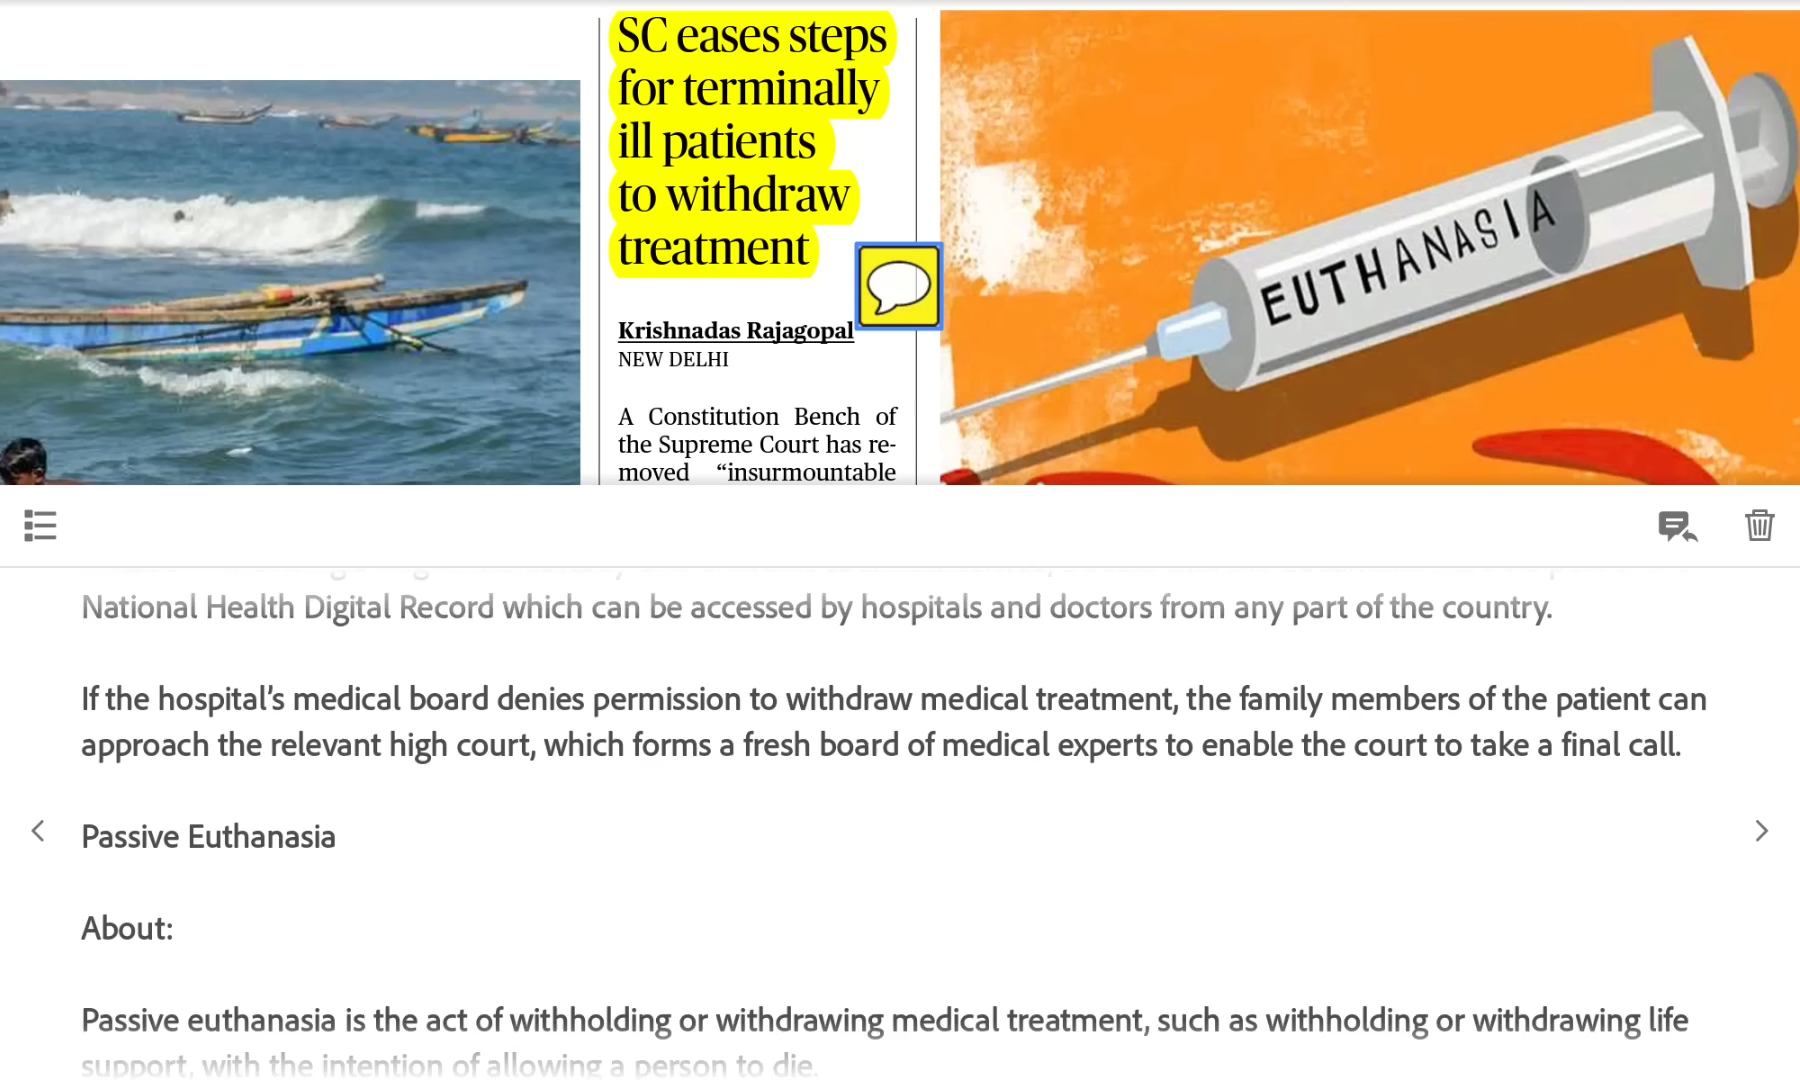 SC eases steps
for terminally
ill patients
to withdraw
treatment
Krishnadas Rajagopal
NEW DELHI
A Constitution Bench of
the Supreme Court has re-
moved “insurmountable
EUTHANASIA
National Health Digital Record which can be accessed by hospitals and doctors from any part of the country.
If the hospital’s medical board denies permission to withdraw medical treatment, the family members of the patient can
approach the relevant high court, which forms a fresh board of medical experts to enable the court to take a final call.
Passive Euthanasia
About:
Passive euthanasia is the act of withholding or withdrawing medical treatment, such as withholding or withdrawing life
support, with the intention of allowing a person to die.